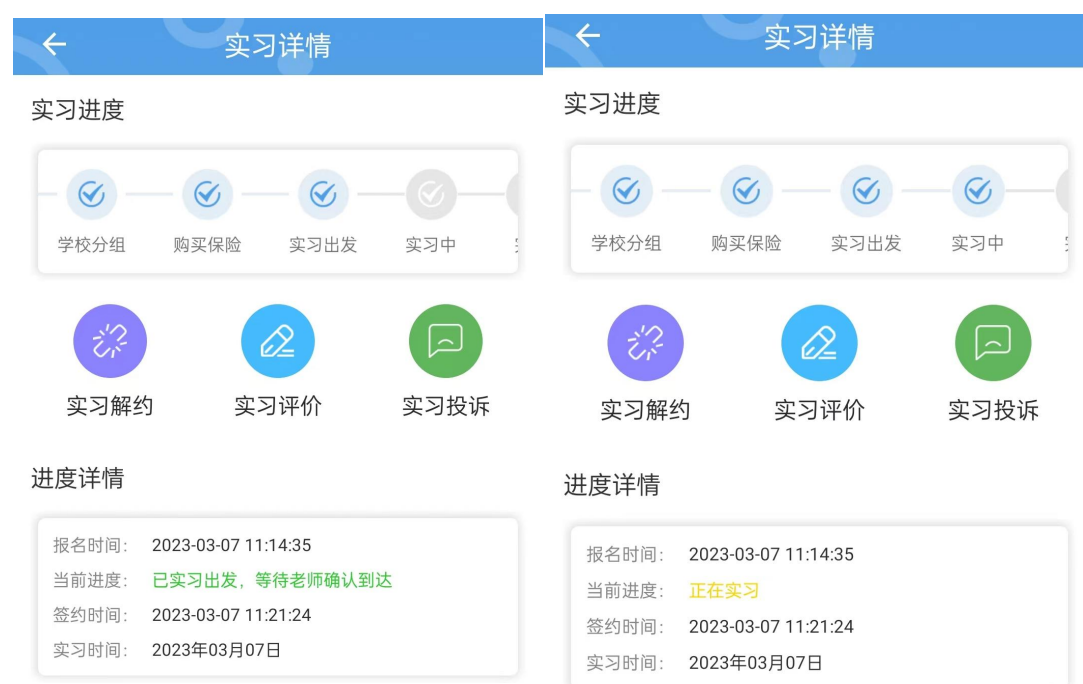 实习详情
实习进度
学校分组 购买保险 实习出发 实习中
实习解约 实习评价 实习投诉
进度详情
报名时间: 2023-03-07 11:14:35
当前进度: 已实习出发，等待老师确认到达
签约时间: 2023-03-07 11:21:24
实习时间: 2023年03月07日
实习详情
实习进度
学校分组 购买保险 实习出发 实习中
实习解约 实习评价 实习投诉
进度详情
报名时间: 2023-03-07 11:14:35
当前进度: 正在实习
签约时间: 2023-03-07 11:21:24
实习时间: 2023年03月07日